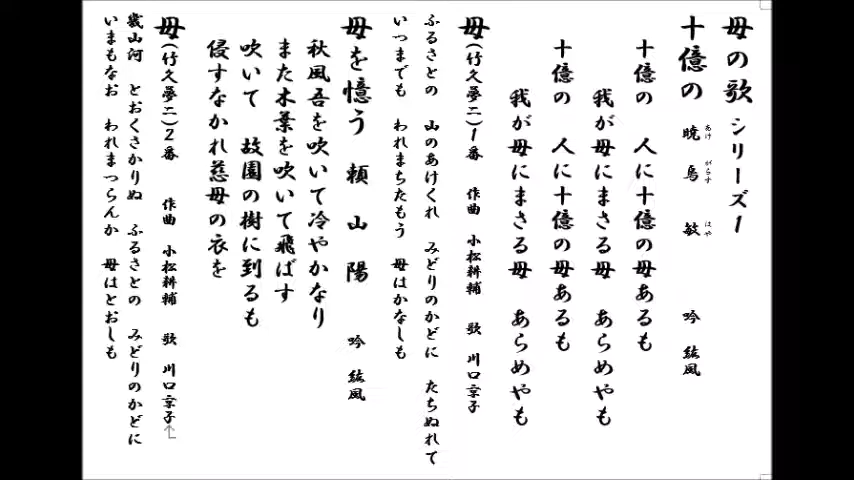 母の歌 シリーズ1
十億の 暁烏敏 吟 紘風
あけ がらす はや
十億の 人に十億の母あるも
我が母にまさる母 あらめやも
十億の 人に十億の母あるも
我が母にまさる母 あらめやも
母(竹久夢二)1番 作曲 小松耕輔 歌 川口京子
ふるさとの 山のあけくれ みどりのかどに たちぬれて
いつまでも われまちたもう 母はかなしも
母を憶う 頼山陽 吟 紘風
秋風吾を吹いて冷やかなり
また木葉を吹いて飛ばす
吹いて 故園の樹に到るも
侵すなかれ慈母の衣を
母(竹久夢二)2番 作曲 小松耕輔 歌 川口京子
幾山河 とおくさかりぬ ふるさとの みどりのかどに
いまもなお われまつらんか 母はとおしも